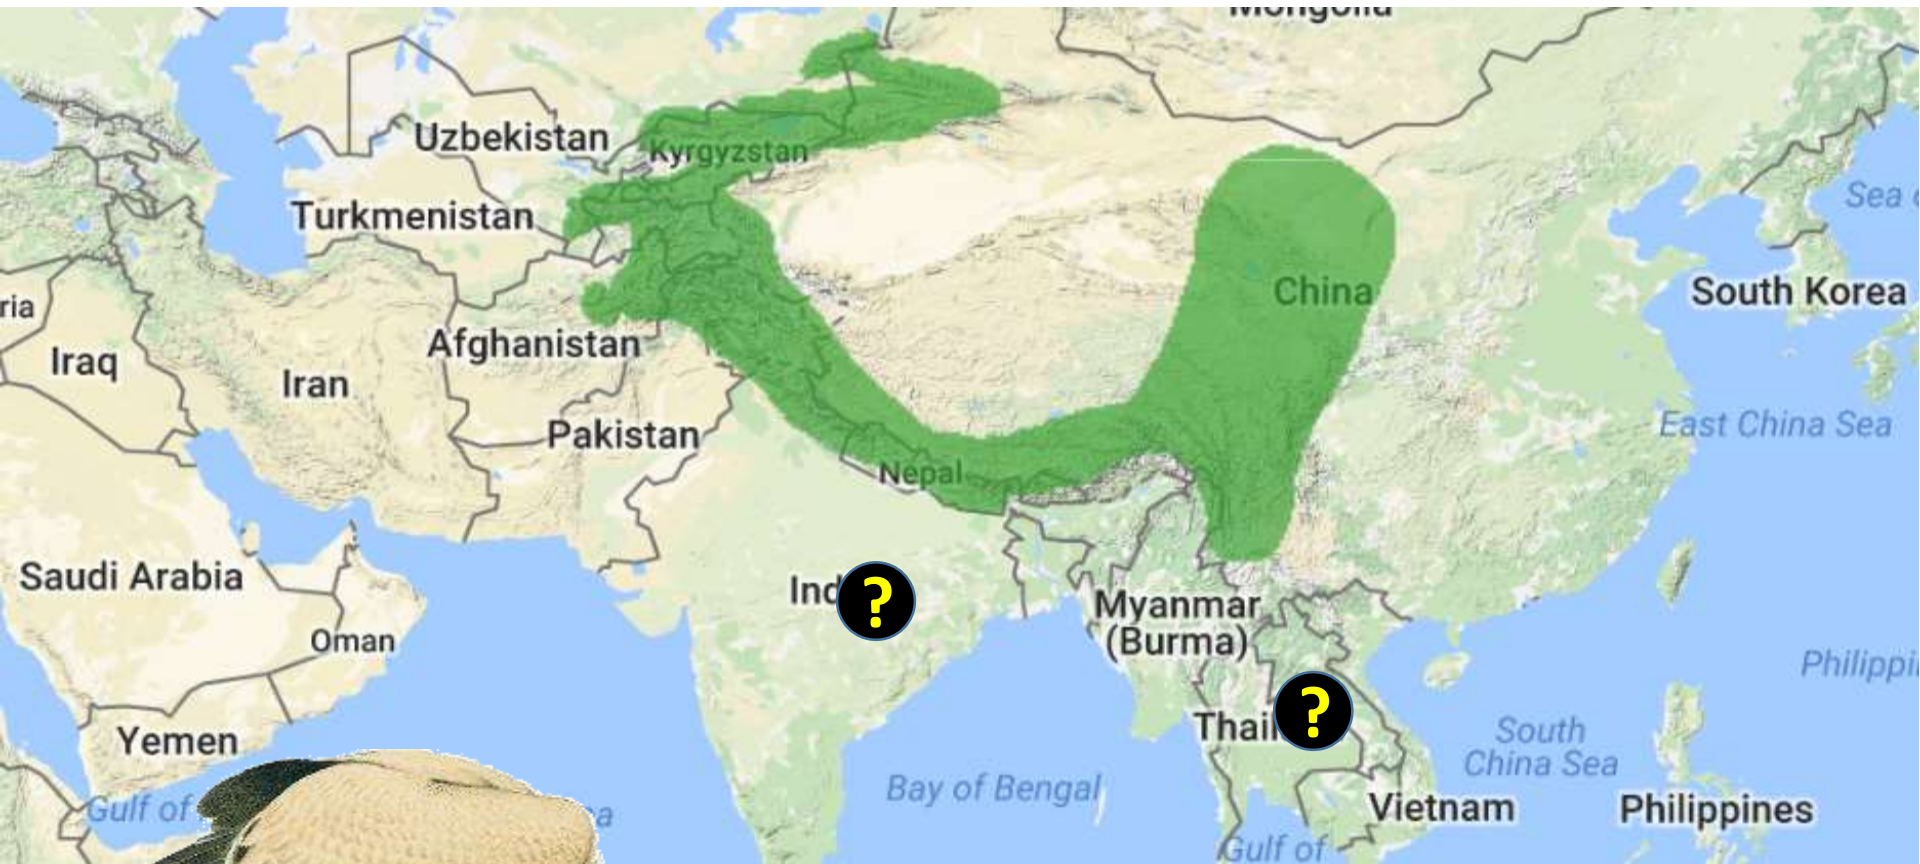 Mongolia
Uzbekistan
Kyrgyzstan
Turkmenistan
Sea o
China
South Korea
ria
Iraq
Iran
Afghanistan
Pakistan
East China Sea
Nepal
Saudi Arabia
Ind
?
Myanmar
(Burma)
Oman
Philippi
Thail
?
Yemen
South
China Sea
Bay of Bengal
Gulf of
a
Vietnam
Philippines
Gulf of